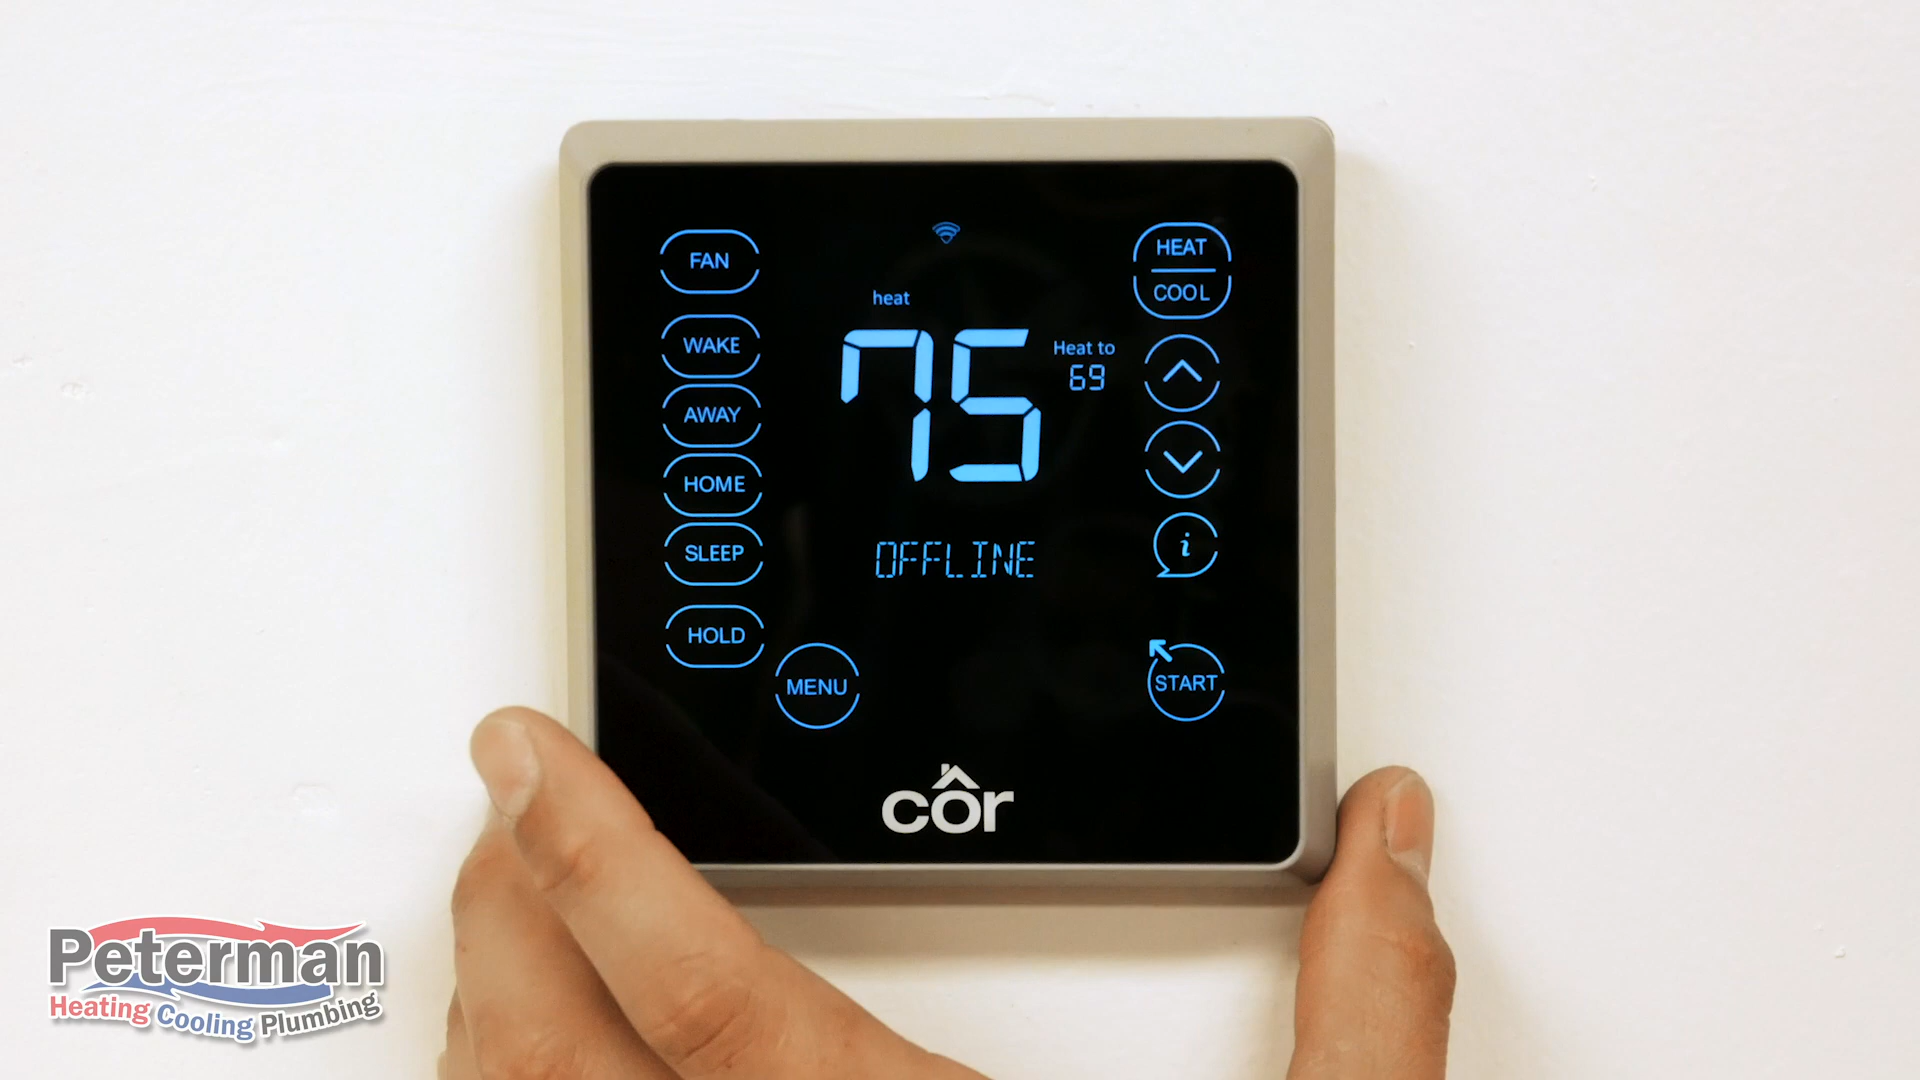 FAN
WAKE
AWAY
HOME
SLEEP
HOLD
MENU
heat
75
Heat to
69
OFFLINE
HEAT
COOL
i
START
côr
Peterman
Heating Cooling Plumbing